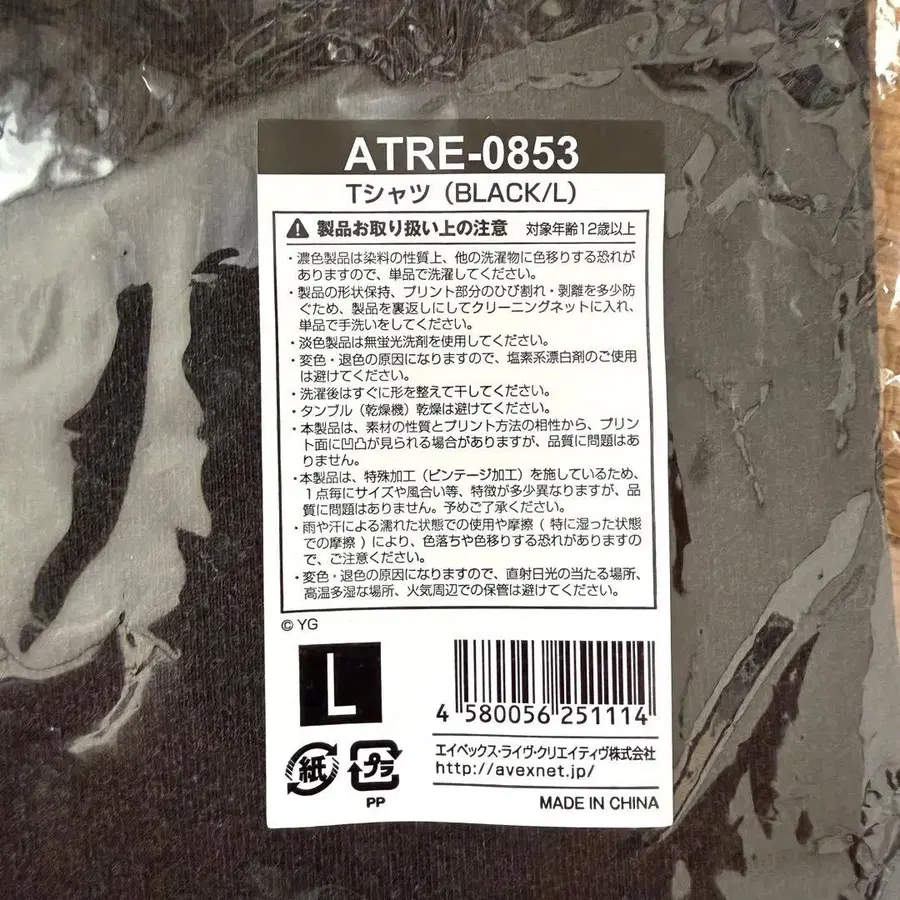 ATRE-0853
Tシャツ（BLACK/L）
製品お取り扱い上の注意 対象年齢12歳以上
・濃色製品は染料の性質上、他の洗濯物に色移りする恐れが
ありますので、単品で洗濯してください。
・製品の形状保持、プリント部分のひび割れ・剥離を多少防
ぐため、製品を裏返しにしてクリーニングネットに入れ、
単品で手洗いをしてください。
・淡色製品は無蛍光洗剤を使用してください。
・変色・退色の原因になりますので、塩素系漂白剤のご使用
は避けてください。
・洗濯後はすぐに形を整えて干してください。
・タンブル（乾燥機）乾燥は避けてください。
・本製品は、素材の性質とプリント方法の相性から、プリント
面に凹凸が見られる場合がありますが、品質に問題はあ
りません。
・本製品は、特殊加工（ビンテージ加工）を施しているため、
1点毎にサイズや風合い等、特徴が多少異なりますが、品
質に問題はありません。予めご了承ください。
・雨や汗による濡れた状態での使用や摩擦（特に湿った状態
での摩擦）により、色落ちや色移りする恐れがありますの
で、ご注意ください。
・変色・退色の原因になりますので、直射日光の当たる場所、
高温多湿な場所、火気周辺での保管は避けてください。
© YG
L
4 580056 251114
紙 プラ
PP
エイベックス・ライヴ・クリエイティヴ株式会社
http://avexnet.jp/
MADE IN CHINA